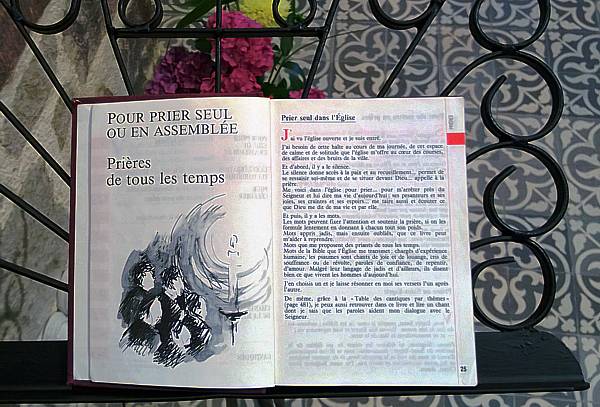 POUR PRIER SEUL
OU EN ASSEMBLÉE
Prières
de tous les temps
Prier seul dans l'Église
J'ai vu l'église ouverte et je suis entré.
J'ai besoin de cette halte au cours de ma journée, de cet espace
de calme et de solitude que l'église m'offre au cœur des courses,
des affaires et des bruits de la ville.
Et d'abord, il y a le silence.
Le silence donne accès à la paix et au recueillement... permet de
se ressaisir soi-même et de se situer devant Dieu... appelle à la
prière.
Me voici dans l'église pour prier... pour m'arrêter près du
Seigneur et lui dire ma vie d'aujourd'hui ; ses pesanteurs et ses
joies, ses craintes et ses espoirs... me taire aussi et écouter ce
que Dieu me dit de ma vie et par elle.
Et puis, il y a les mots.
Les mots peuvent fixer l'attention et soutenir la prière, si on les
formule lentement en donnant à chacun tout son poids...
Mots appris jadis, mais ensuite oubliés, que ce livre peut
m'aider à reprendre.
Mots que me proposent des priants de tous les temps.
Mots de la Bible que l'Église me transmet ; chargés d'expérience
humaine, les psaumes sont chants de joie et de louange, cris de
souffrance ou de révolte, paroles de confiance, de repentir,
d'amour. Malgré leur langage de jadis et d'ailleurs, ils disent
bien ce que vivent les hommes d'aujourd'hui.
J'en choisis un et je laisse résonner en moi ses versets l'un après
l'autre.
De même, grâce à la « Table des cantiques par thèmes »
(page 481), je peux aussi retrouver dans ce livre et lire un chant
dont je sais que les paroles aident mon dialogue avec le
Seigneur.
25